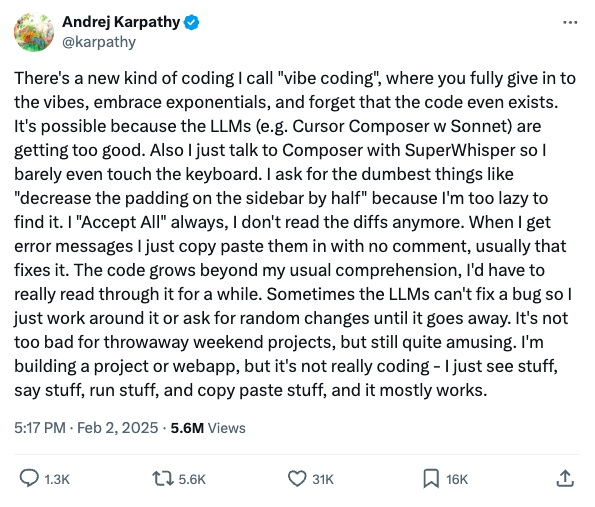 Andrej Karpathy
@karpathy
There's a new kind of coding I call "vibe coding", where you fully give in to
the vibes, embrace exponentials, and forget that the code even exists.
It's possible because the LLMs (e.g. Cursor Composer w Sonnet) are
getting too good. Also I just talk to Composer with SuperWhisper so I
barely even touch the keyboard. I ask for the dumbest things like
"decrease the padding on the sidebar by half" because I'm too lazy to
find it. I "Accept All" always, I don't read the diffs anymore. When I get
error messages I just copy paste them in with no comment, usually that
fixes it. The code grows beyond my usual comprehension, I'd have to
really read through it for a while. Sometimes the LLMs can't fix a bug so I
just work around it or ask for random changes until it goes away. It's not
too bad for throwaway weekend projects, but still quite amusing. I'm
building a project or webapp, but it's not really coding - I just see stuff,
say stuff, run stuff, and copy paste stuff, and it mostly works.
5:17 PM · Feb 2, 2025 · 5.6M Views
1.3K 5.6K 31K 16K